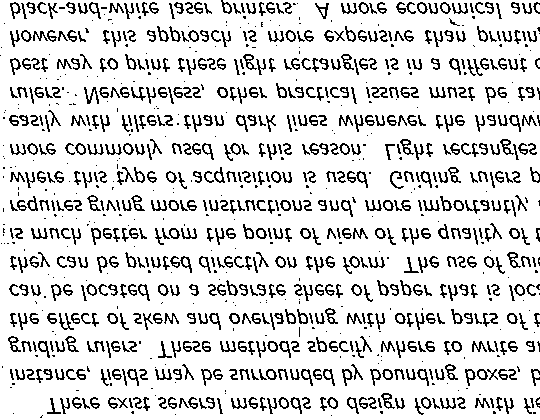 There exist several methods to design forms with fie
instance, fields may be surrounded by bounding boxes, b
guiding rulers. These methods specify where to write an
the effect of skew and overlapping with other parts of t
can be located on a separate sheet of paper that is loca
they can be printed directly on the form. The use of guid
is much better from the point of view of the quality of t
requires giving more instructions and, more importantly,
where this type of acquisition is used. Guiding rulers p
more commonly used for this reason. Light rectangles
easily with filters than dark lines whenever the handwr
rulers. Nevertheless, other practical issues must be tak
best way to print these light rectangles is in a different c
however, this approach is more expensive than printin
black-and-white laser printers. A more economical and